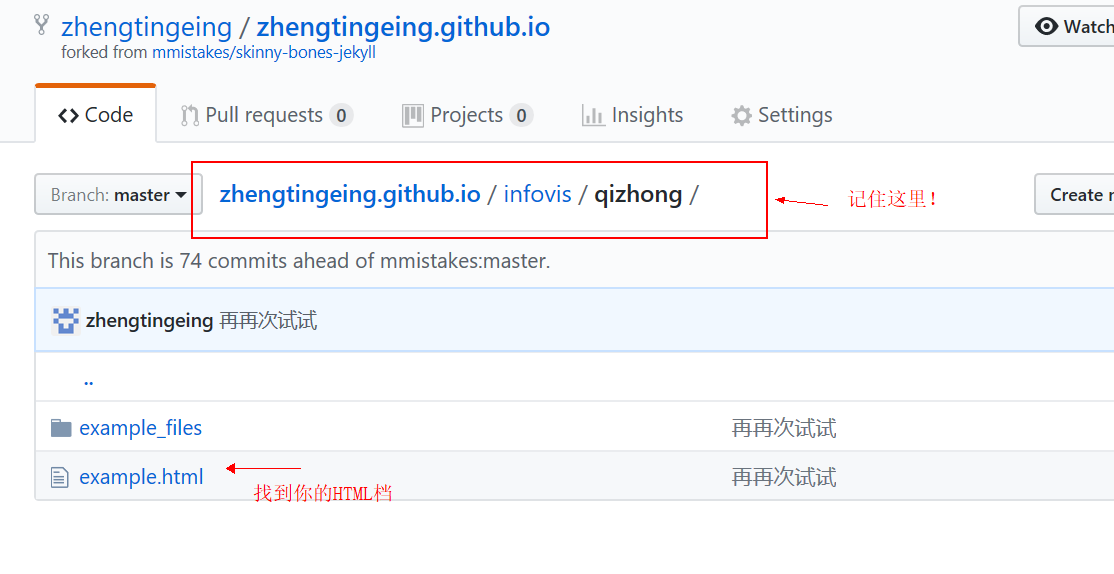 zhengtingeing / zhengtingeing.github.io
Watch
forked from mmistakes/skinny-bones-jekyll
Code
Pull requests 0
Projects 0
Insights
Settings
Branch: master
zhengtingeing.github.io / infovis / qizhong /
记住这里!
Create
This branch is 74 commits ahead of mmistakes:master.
zhengtingeing 再再次试试
..
example_files 再再次试试
example.html 再再次试试
找到你的HTML档